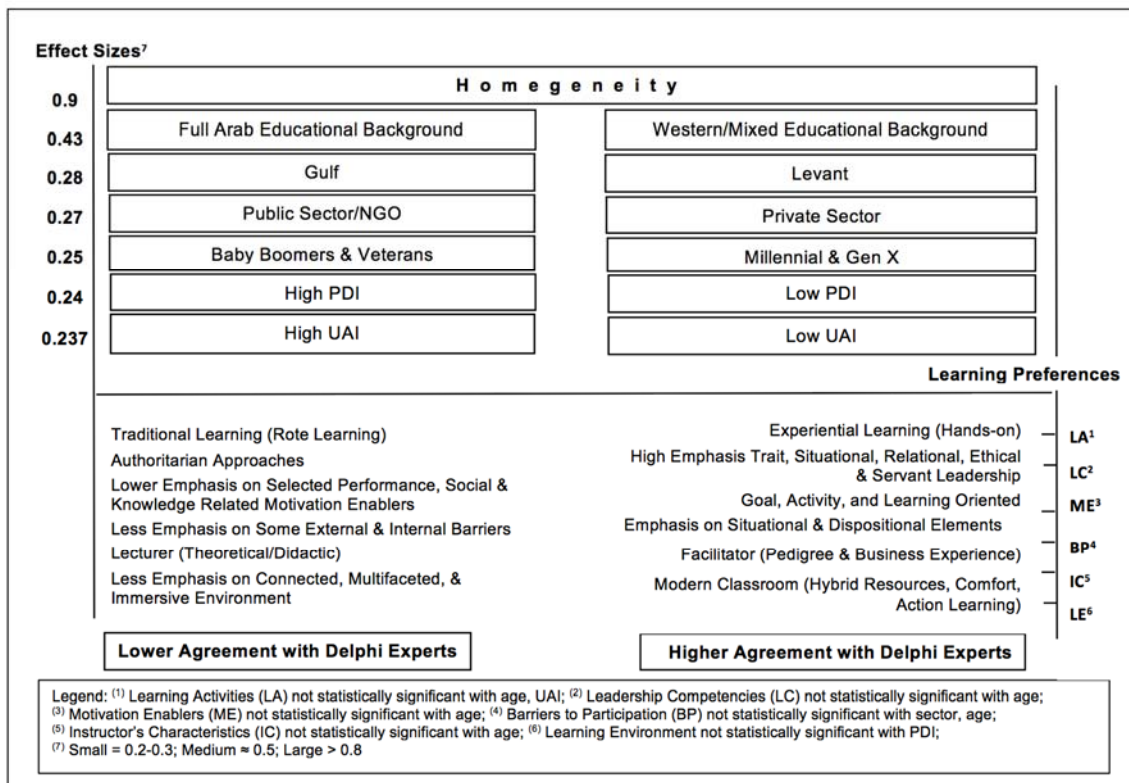 Effect Sizes⁷
Homegeneity
0.9
Full Arab Educational Background
Western/Mixed Educational Background
0.43
Gulf
Levant
0.28
Public Sector/NGO
Private Sector
0.27
Baby Boomers & Veterans
Millennial & Gen X
0.25
High PDI
Low PDI
0.24
High UAI
Low UAI
0.237
Learning Preferences
Traditional Learning (Rote Learning)
Experiential Learning (Hands-on)
LA¹
Authoritarian Approaches
High Emphasis Trait, Situational, Relational, Ethical
& Servant Leadership
LC²
Lower Emphasis on Selected Performance, Social &
Knowledge Related Motivation Enablers
Goal, Activity, and Learning Oriented
ME³
Less Emphasis on Some External & Internal Barriers
Emphasis on Situational & Dispositional Elements
BP⁴
Lecturer (Theoretical/Didactic)
Facilitator (Pedigree & Business Experience)
IC⁵
Less Emphasis on Connected, Multifaceted, &
Immersive Environment
Modern Classroom (Hybrid Resources, Comfort,
Action Learning)
LE⁶
Lower Agreement with Delphi Experts
Higher Agreement with Delphi Experts
Legend: ⁽¹⁾ Learning Activities (LA) not statistically significant with age, UAI; ⁽²⁾ Leadership Competencies (LC) not statistically significant with age;
⁽³⁾ Motivation Enablers (ME) not statistically significant with age; ⁽⁴⁾ Barriers to Participation (BP) not statistically significant with sector, age;
⁽⁵⁾ Instructor's Characteristics (IC) not statistically significant with age; ⁽⁶⁾ Learning Environment not statistically significant with PDI;
⁽⁷⁾ Small = 0.2-0.3; Medium ≈ 0.5; Large > 0.8